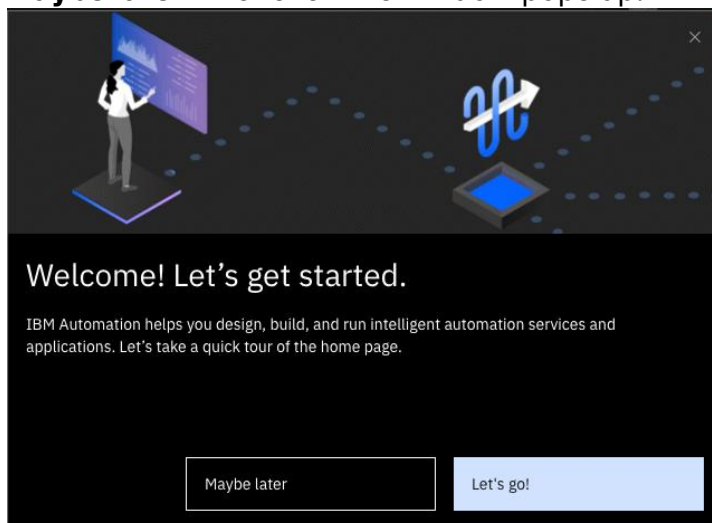 Welcome! Let’s get started.
IBM Automation helps you design, build, and run intelligent automation services and
applications. Let’s take a quick tour of the home page.
Maybe later
Let's go!